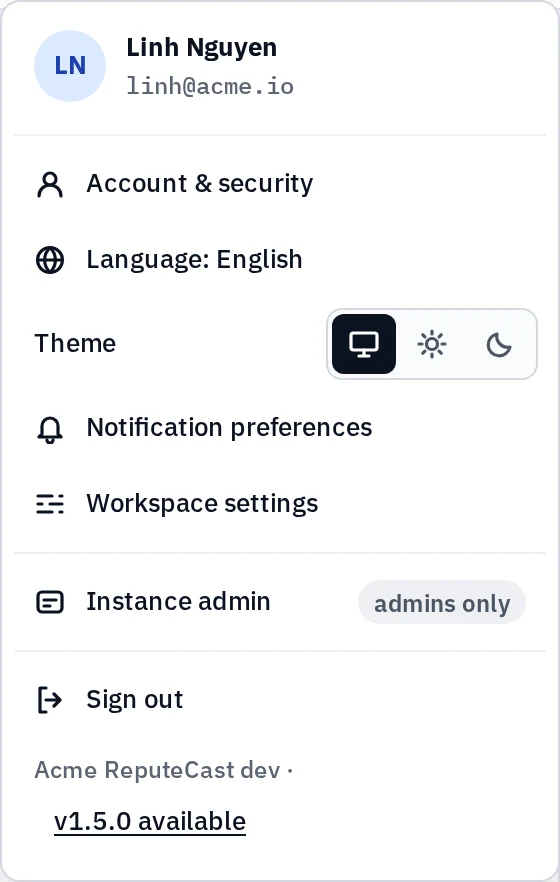 LN
Linh Nguyen
linh@acme.io
Account & security
Language: English
Theme
Notification preferences
Workspace settings
Instance admin
admins only
Sign out
Acme ReputeCast dev ·
v1.5.0 available